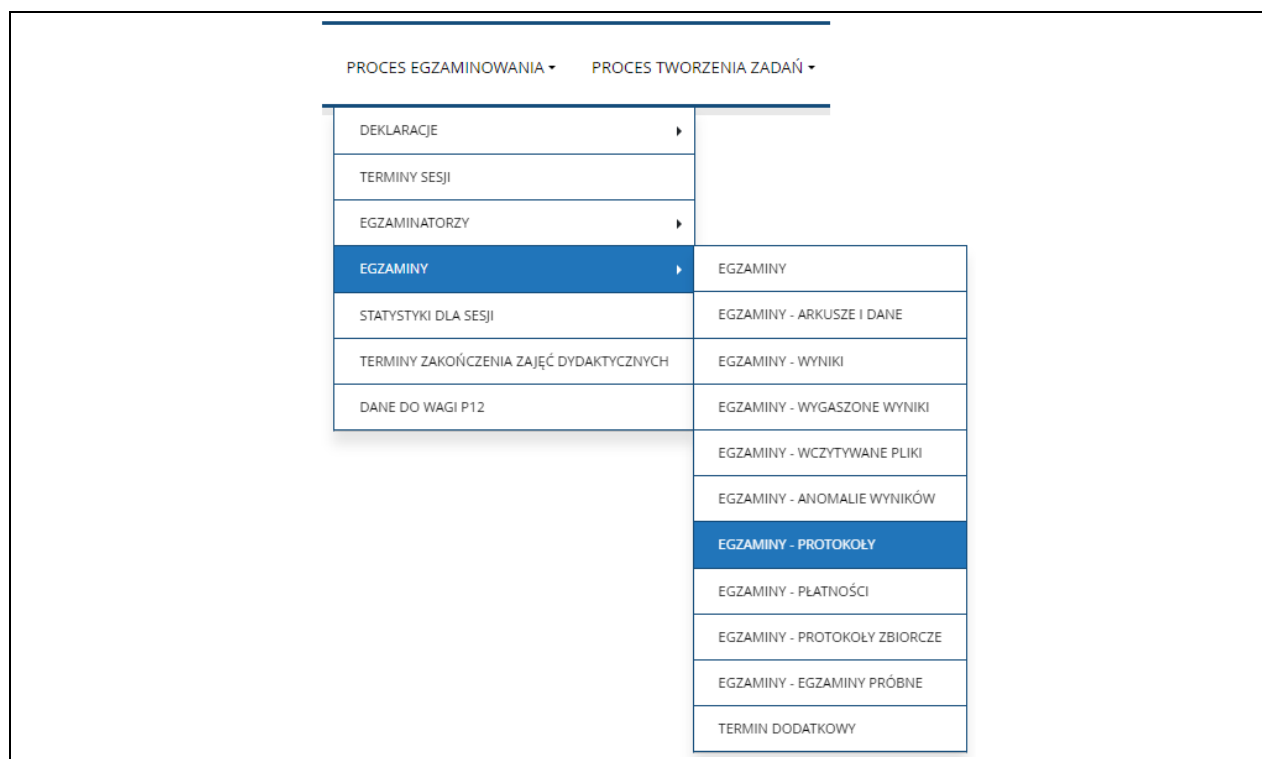 PROCES EGZAMINOWANIA PROCES TWORZENIA ZADAŃ
DEKLARACJE
TERMINY SESJI
EGZAMINATORZY
EGZAMINY
STATYSTYKI DLA SESJI
TERMINY ZAKOŃCZENIA ZAJĘĆ DYDAKTYCZNYCH
DANE DO WAGI P12
EGZAMINY
EGZAMINY - ARKUSZE I DANE
EGZAMINY - WYNIKI
EGZAMINY - WYGASZONE WYNIKI
EGZAMINY - WCZYTYWANE PLIKI
EGZAMINY - ANOMALIE WYNIKÓW
EGZAMINY - PROTOKOŁY
EGZAMINY - PŁATNOŚCI
EGZAMINY - PROTOKOŁY ZBIORCZE
EGZAMINY - EGZAMINY PRÓBNE
TERMIN DODATKOWY